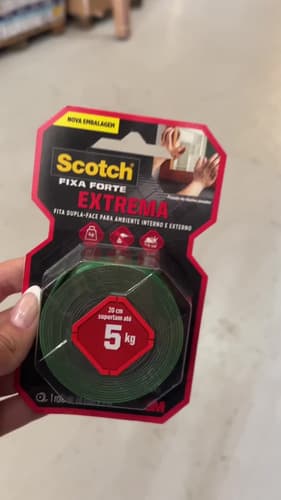 NOVA EMBALAGEM
Scotch
FIXA FORTE
EXTREMA
FITA DUPLA-FACE PARA AMBIENTE INTERNO E EXTERNO
20 cm
suportam até
5 kg
3M